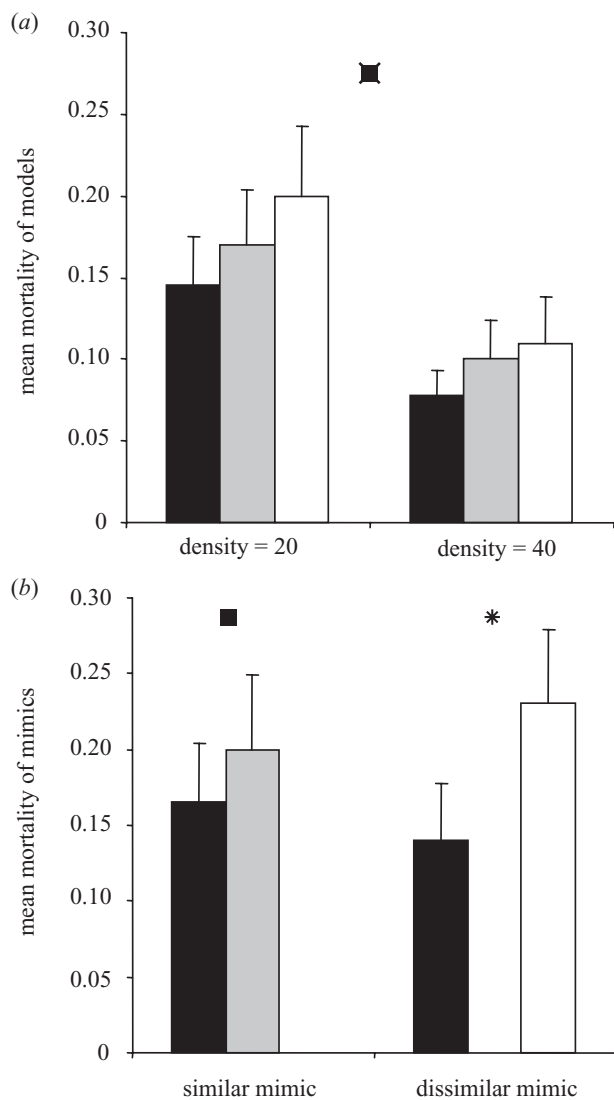 (a)
0.30
0.25
0.20
0.15
0.10
0.05
0
mean mortality of models
density = 20
density = 40
(b)
0.30
0.25
0.20
0.15
0.10
0.05
0
mean mortality of mimics
similar mimic
dissimilar mimic